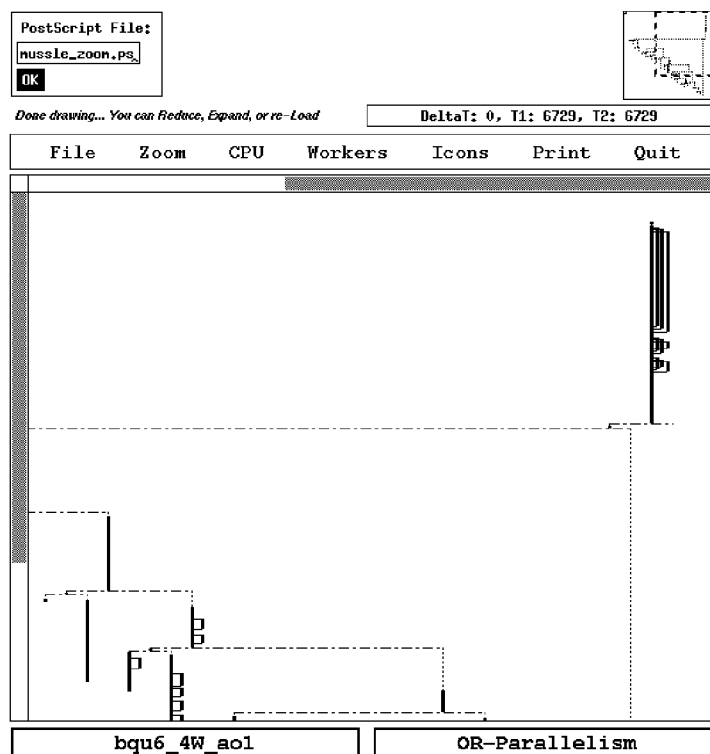 PostScript File:
mussle_zoom.ps
OK
Done drawing... You can Reduce, Expand, or re-Load
DeltaT: 0, T1: 6729, T2: 6729
File Zoom CPU Workers Icons Print Quit
bqu6_4W_ao1
OR-Parallelism